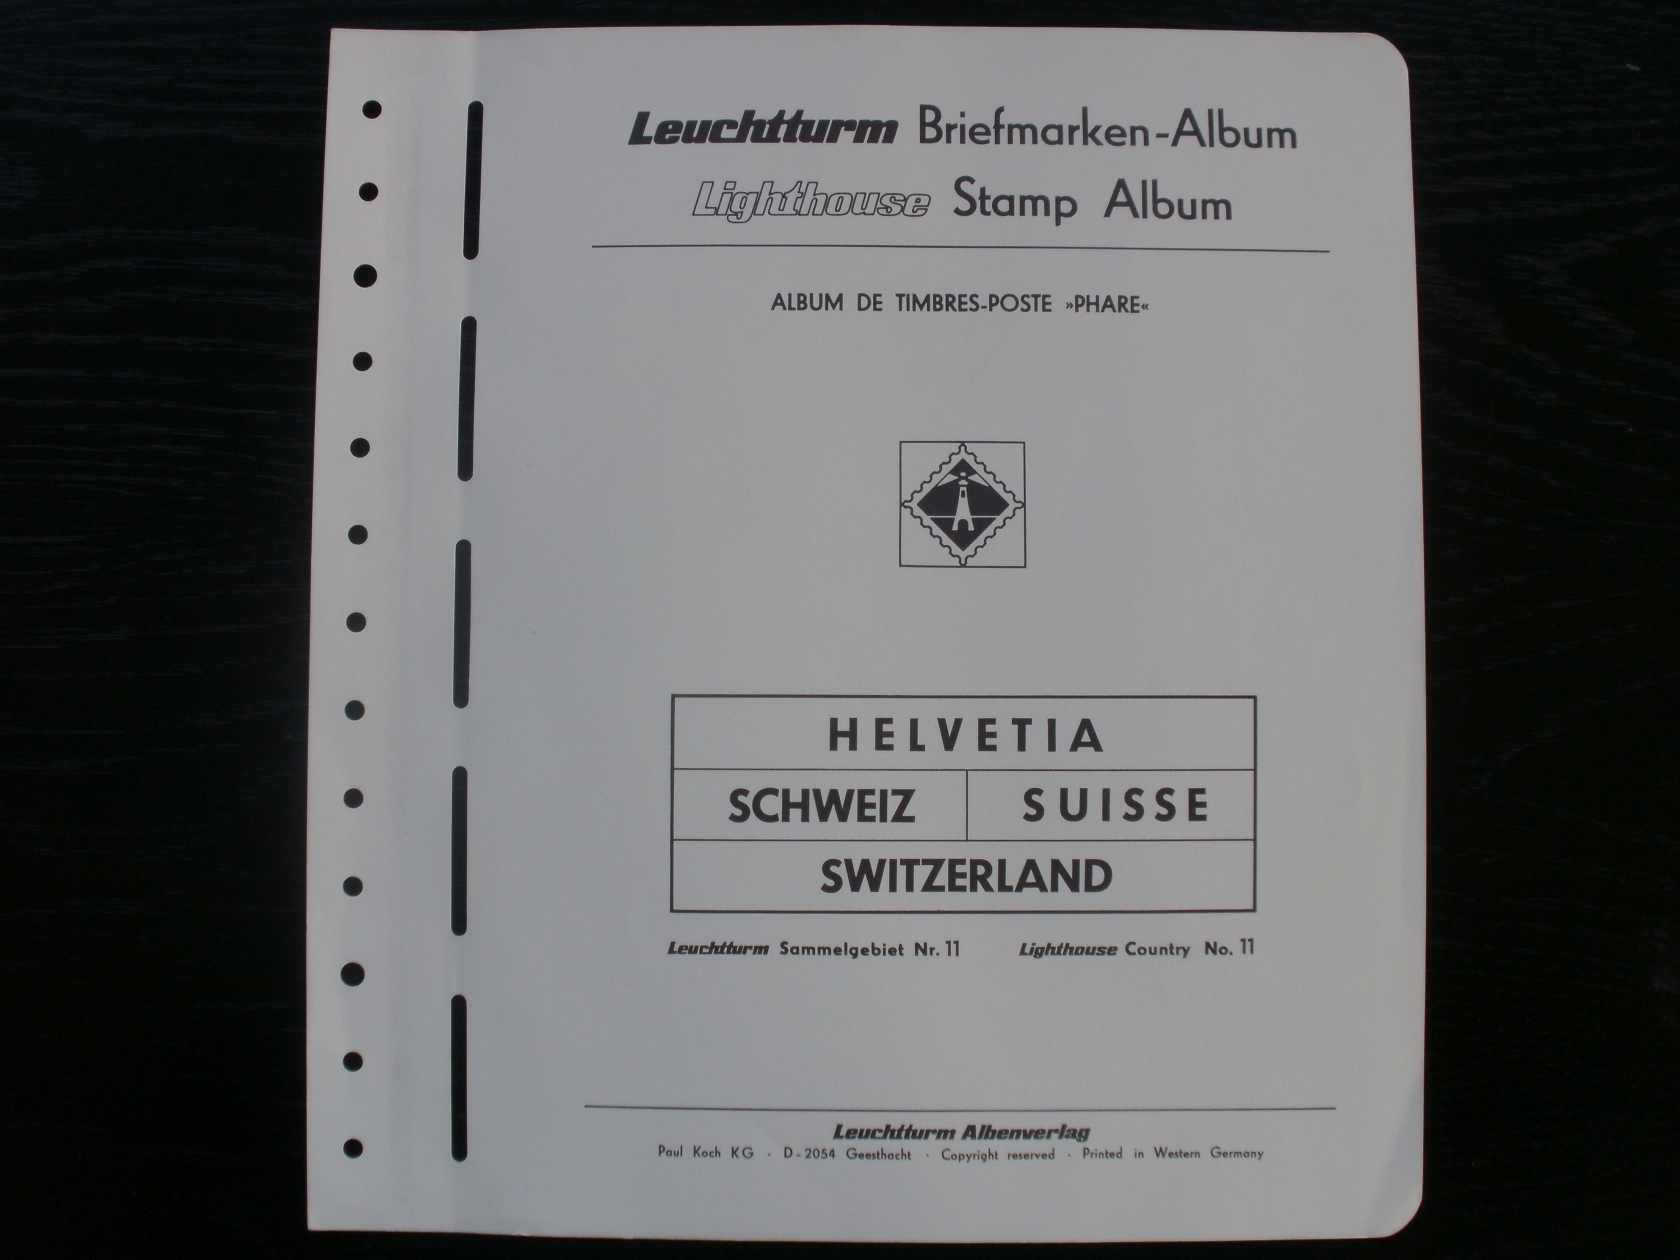 Leuchtturm Briefmarken-Album
Lighthouse Stamp Album
ALBUM DE TIMBRES-POSTE »PHARE«
HELVETIA
SCHWEIZ SUISSE
SWITZERLAND
Leuchtturm Sammelgebiet Nr. 11 Lighthouse Country No. 11
Leuchtturm Albenverlag
Paul Koch KG · D-2054 Geesthacht · Copyright reserved · Printed in Western Germany